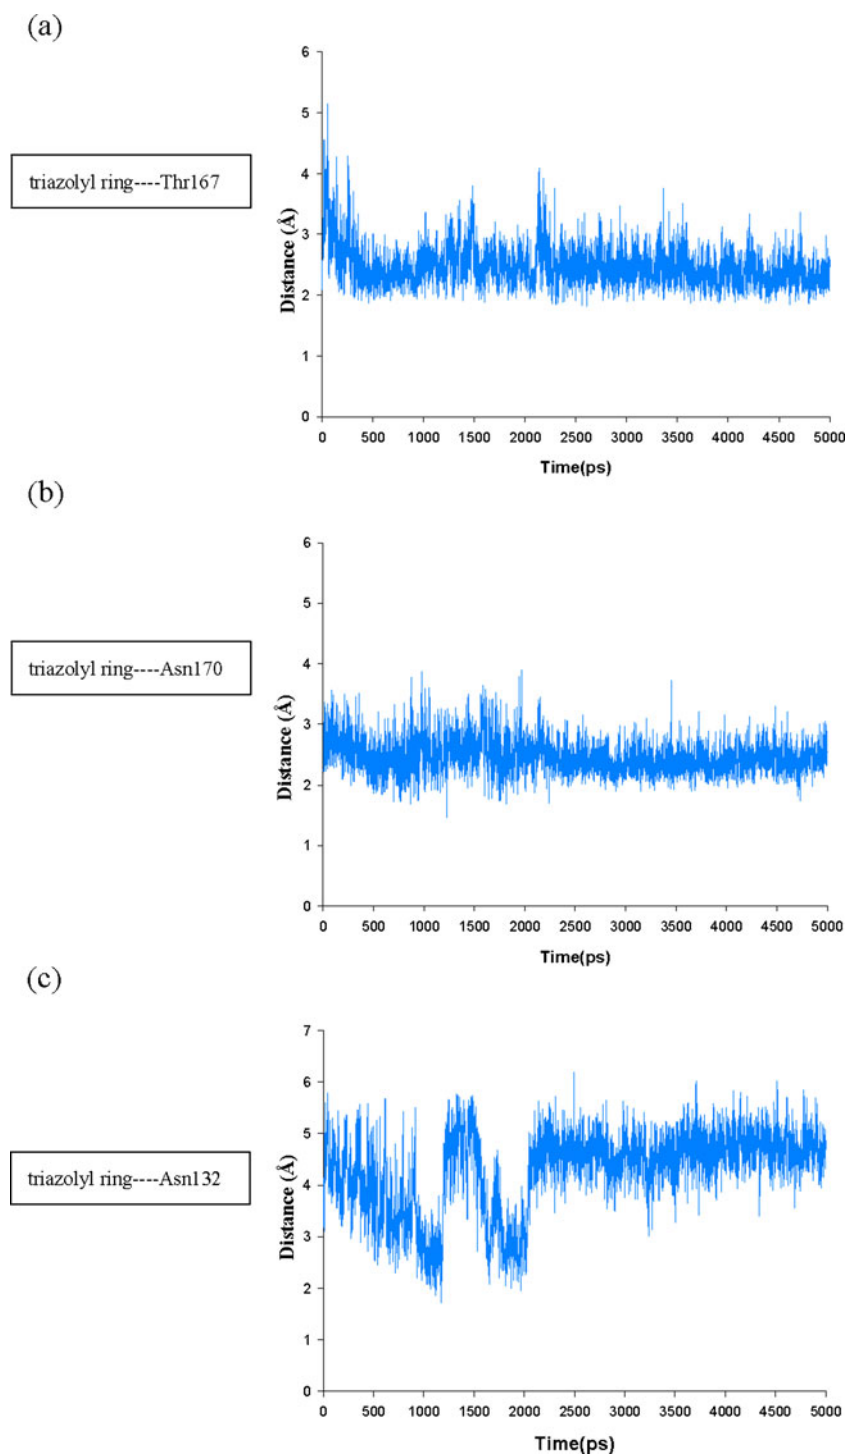 (a)
triazolyl ring----Thr167
Distance (Å)
6
5
4
3
2
1
0
0 500 1000 1500 2000 2500 3000 3500 4000 4500 5000
Time(ps)
(b)
triazolyl ring----Asn170
Distance (Å)
6
5
4
3
2
1
0
0 500 1000 1500 2000 2500 3000 3500 4000 4500 5000
Time(ps)
(c)
triazolyl ring----Asn132
Distance (Å)
7
6
5
4
3
2
1
0
0 500 1000 1500 2000 2500 3000 3500 4000 4500 5000
Time(ps)